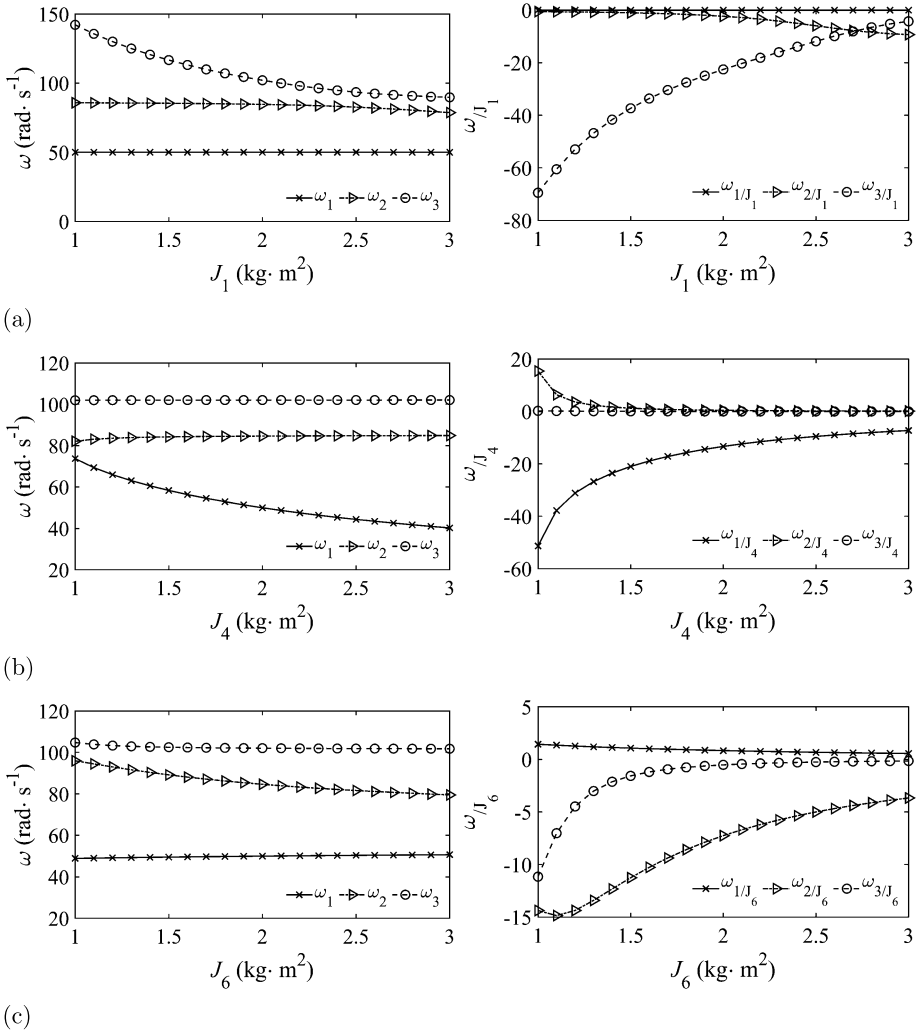 150
100
50
0
ω (rad· s⁻¹)
ω₁ ω₂ ω₃
1 1.5 2 2.5 3
J₁ (kg· m²)
0
-20
-40
-60
-80
ω/J₁
ω₁/J₁ ω₂/J₁ ω₃/J₁
1 1.5 2 2.5 3
J₁ (kg· m²)
(a)
120
100
80
60
40
20
ω (rad· s⁻¹)
ω₁ ω₂ ω₃
1 1.5 2 2.5 3
J₄ (kg· m²)
20
0
-20
-40
-60
ω/J₄
ω₁/J₄ ω₂/J₄ ω₃/J₄
1 1.5 2 2.5 3
J₄ (kg· m²)
(b)
120
100
80
60
40
20
ω (rad· s⁻¹)
ω₁ ω₂ ω₃
1 1.5 2 2.5 3
J₆ (kg· m²)
5
0
-5
-10
-15
ω/J₆
ω₁/J₆ ω₂/J₆ ω₃/J₆
1 1.5 2 2.5 3
J₆ (kg· m²)
(c)